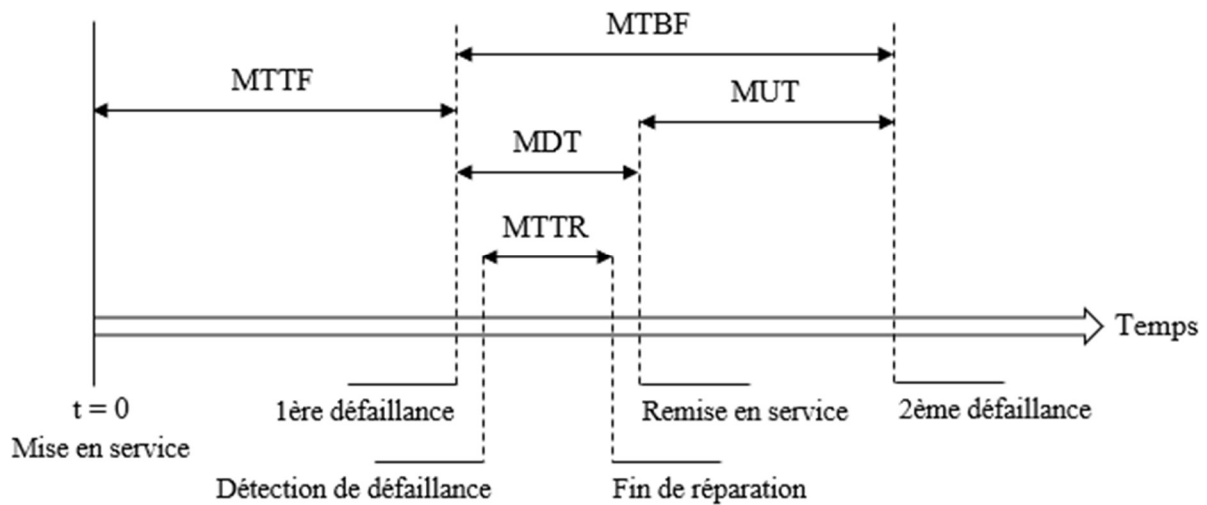 MTBF
MTTF
MUT
MDT
MTTR
Temps
t = 0
Mise en service
1ère défaillance
Remise en service
2ème défaillance
Détection de défaillance
Fin de réparation